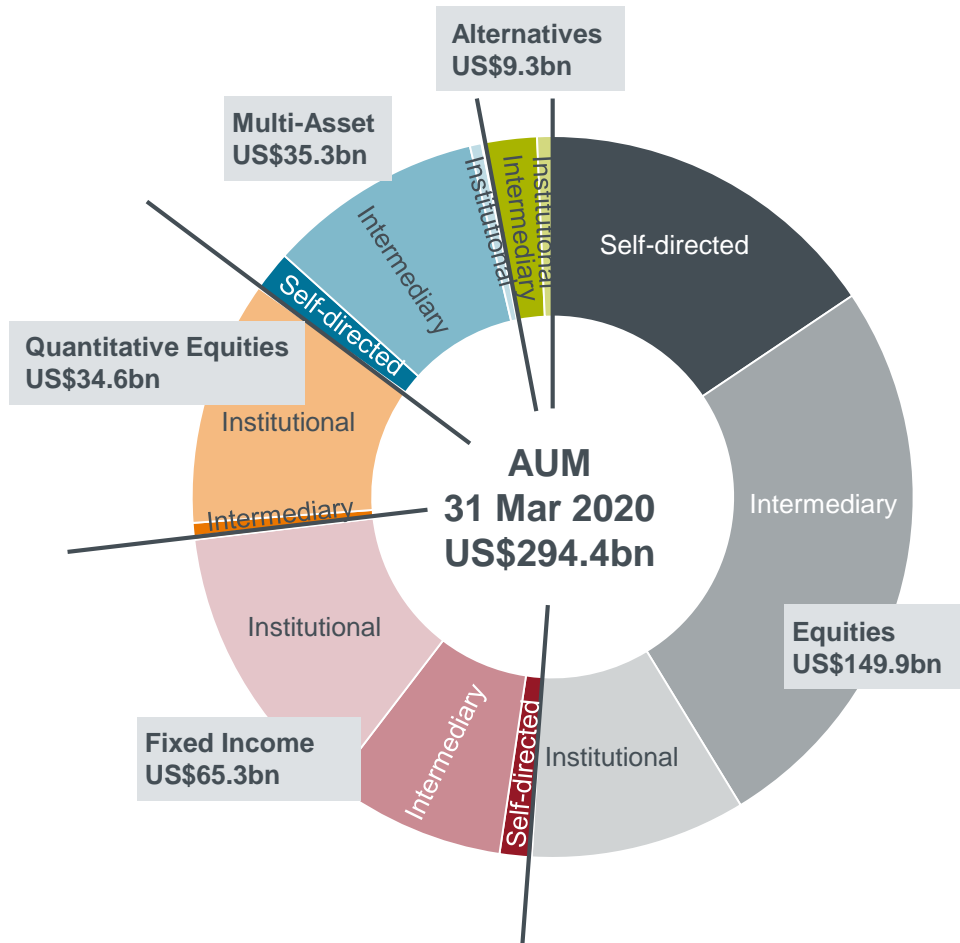 Alternatives
US$9.3bn
Multi-Asset
US$35.3bn
Institutional
Intermediary
Institutional
Intermediary
Self-directed
Self-directed
Quantitative Equities
US$34.6bn
Institutional
Intermediary
AUM
31 Mar 2020
US$294.4bn
Intermediary
Institutional
Equities
US$149.9bn
Institutional
Self-directed
Intermediary
Fixed Income
US$65.3bn